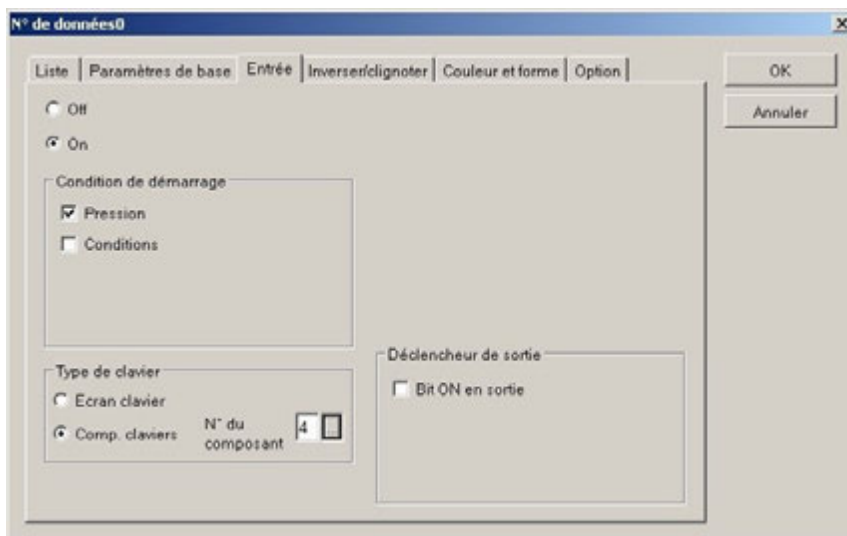 N° de données0
Liste Paramètres de base Entrée Inverser/clignoter Couleur et forme Option
OK
Annuler
Off
On
Condition de démarrage
Pression
Conditions
Type de clavier
Ecran clavier
Comp. claviers
N° du
composant
4
Déclencheur de sortie
Bit ON en sortie